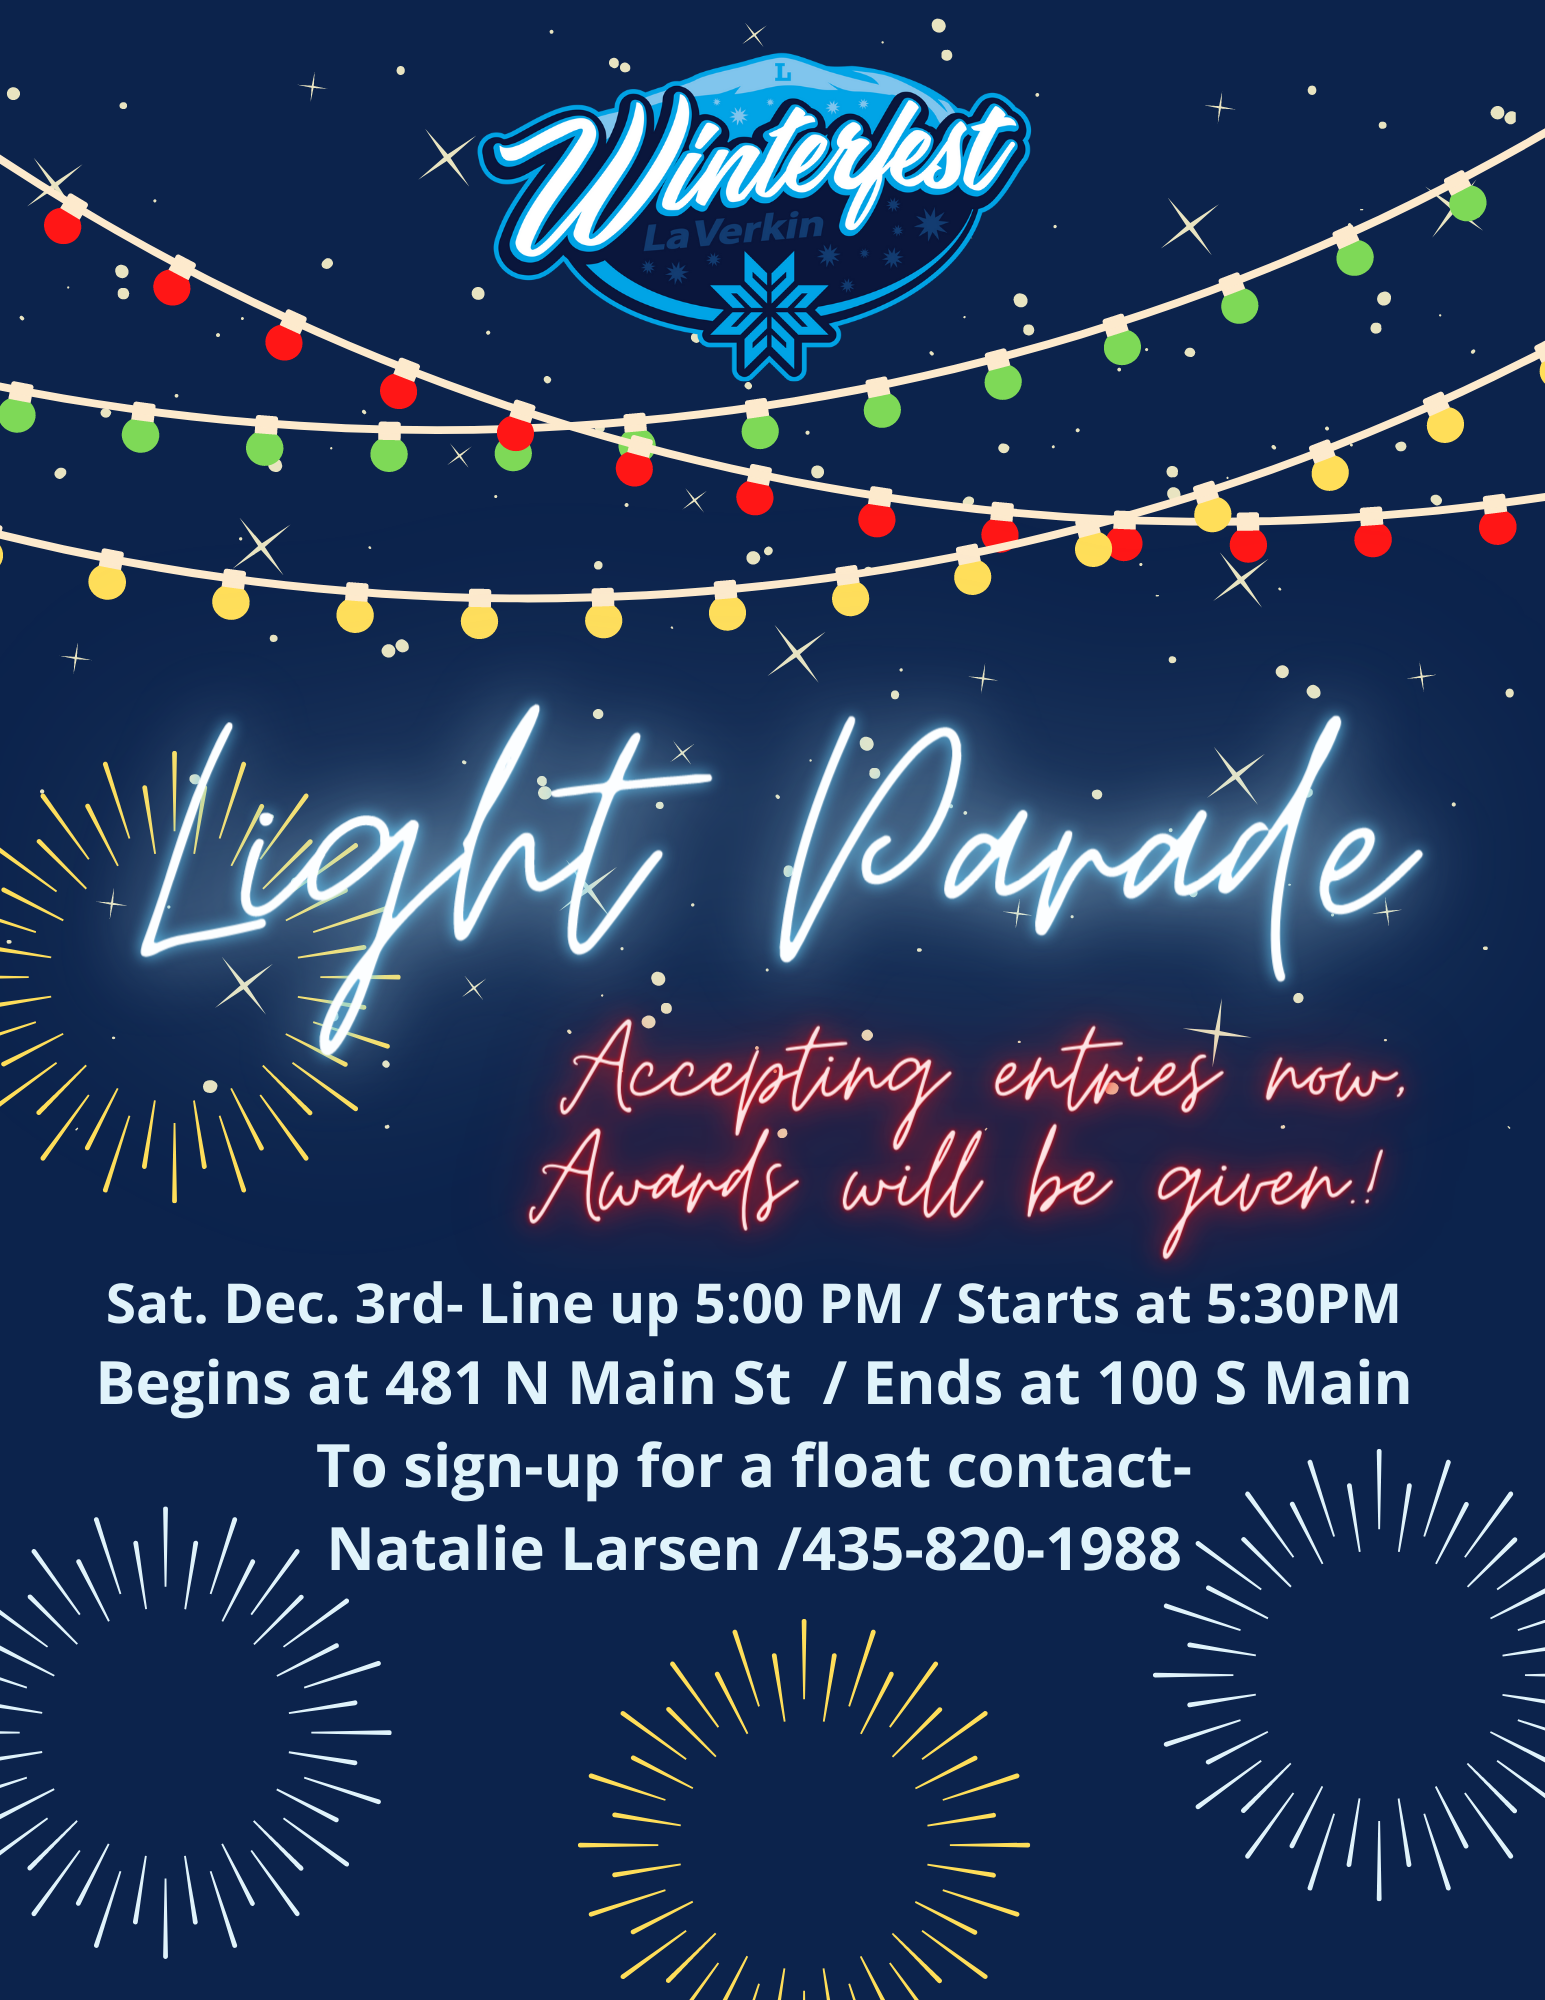 L
Winterfest
LaVerkin
Light Parade
Accepting entries now,
Awards will be given.!
Sat. Dec. 3rd- Line up 5:00 PM / Starts at 5:30PM
Begins at 481 N Main St / Ends at 100 S Main
To sign-up for a float contact-
Natalie Larsen /435-820-1988